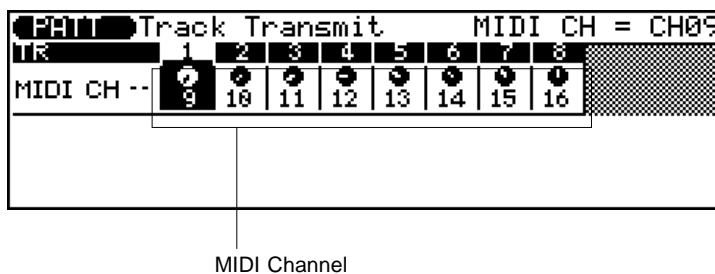 PATT Track Transmit MIDI CH = CH09
TR 1 2 3 4 5 6 7 8
MIDI CH -- 9 10 11 12 13 14 15 16
MIDI Channel